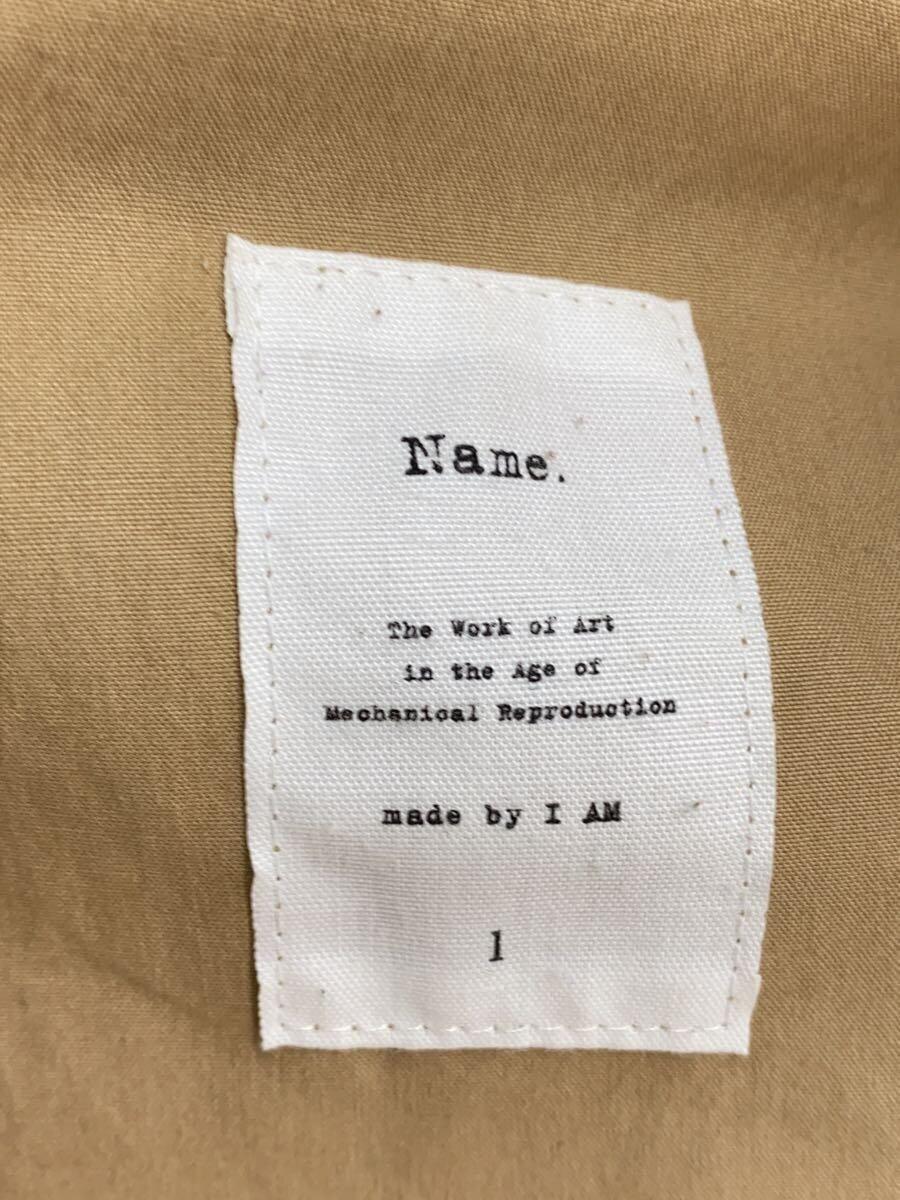 Name.
The Work of Art
in the Age of
Mechanical Reproduction
made by I AM
1